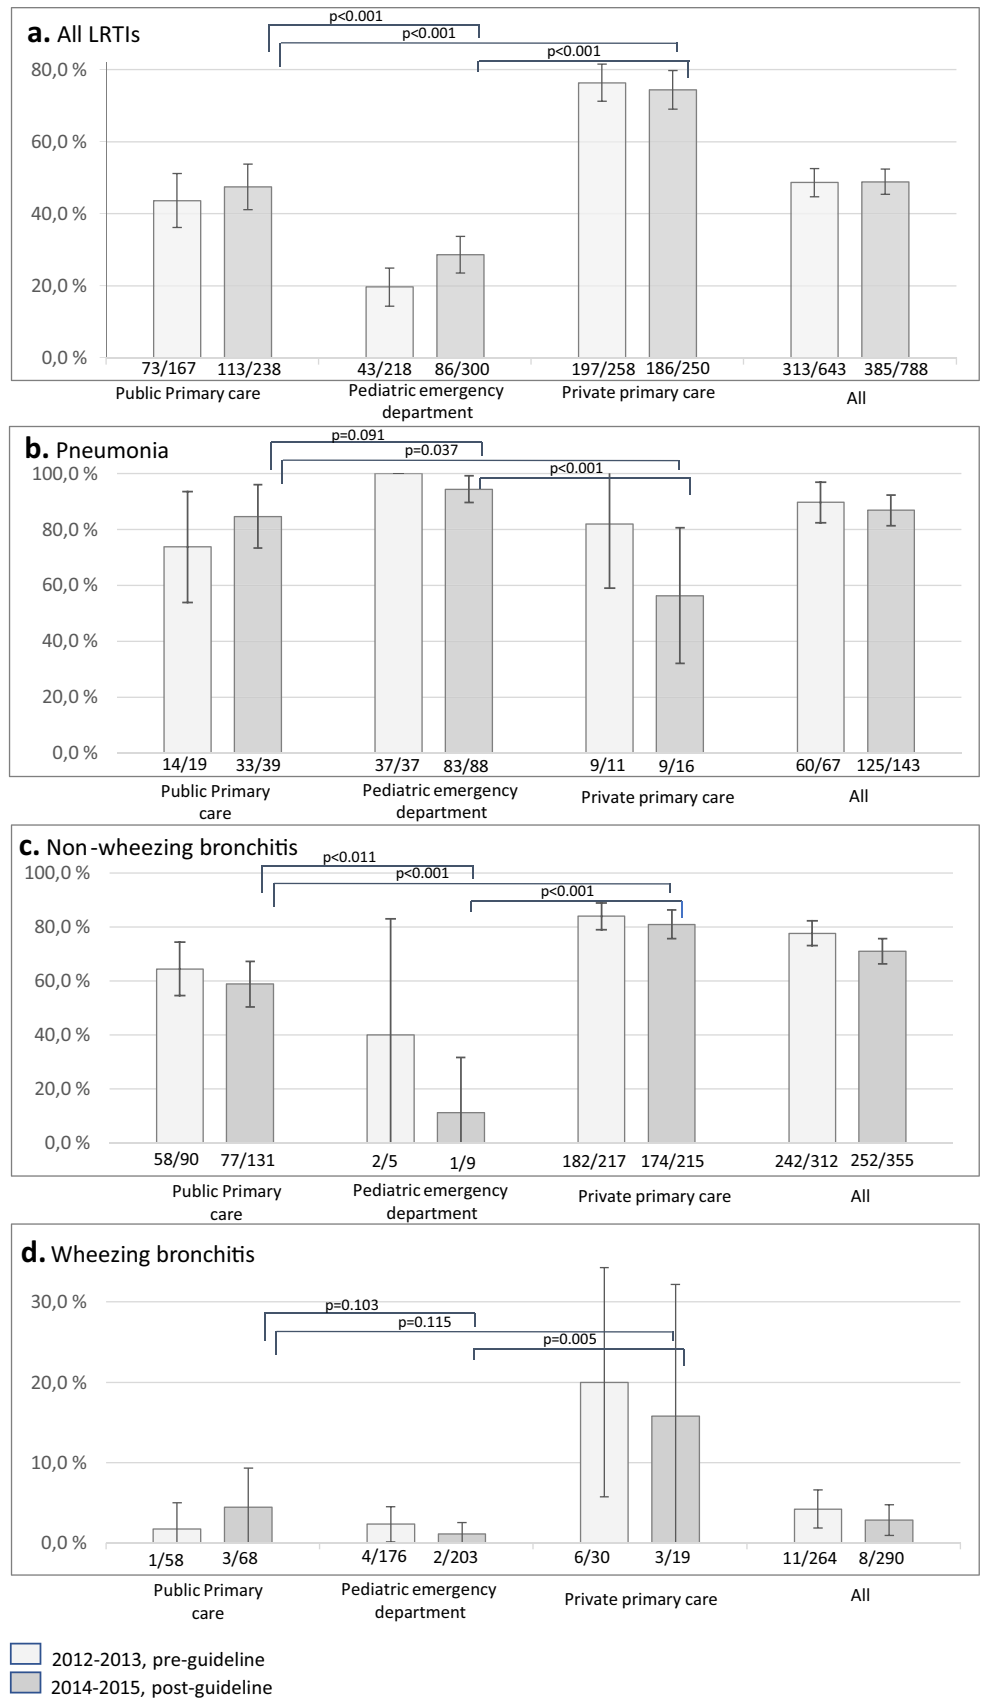 a. All LRTIs
p<0.001
p<0.001
p<0.001
80,0 %
60,0 %
40,0 %
20,0 %
0,0 %
73/167 113/238 43/218 86/300 197/258 186/250 313/643 385/788
Public Primary care
Pediatric emergency
department
Private primary care
All
b. Pneumonia
p=0.091
p=0.037
p<0.001
100,0 %
80,0 %
60,0 %
40,0 %
20,0 %
0,0 %
14/19 33/39 37/37 83/88 9/11 9/16 60/67 125/143
Public Primary
care
Pediatric emergency
department
Private primary care
All
c. Non-wheezing bronchitis
p<0.011
p<0.001
p<0.001
100,0 %
80,0 %
60,0 %
40,0 %
20,0 %
0,0 %
58/90 77/131 2/5 1/9 182/217 174/215 242/312 252/355
Public Primary
care
Pediatric emergency
department
Private primary care
All
d. Wheezing bronchitis
p=0.103
p=0.115
p=0.005
30,0 %
20,0 %
10,0 %
0,0 %
1/58 3/68 4/176 2/203 6/30 3/19 11/264 8/290
Public Primary
care
Pediatric emergency
department
Private primary care
All
2012-2013, pre-guideline
2014-2015, post-guideline